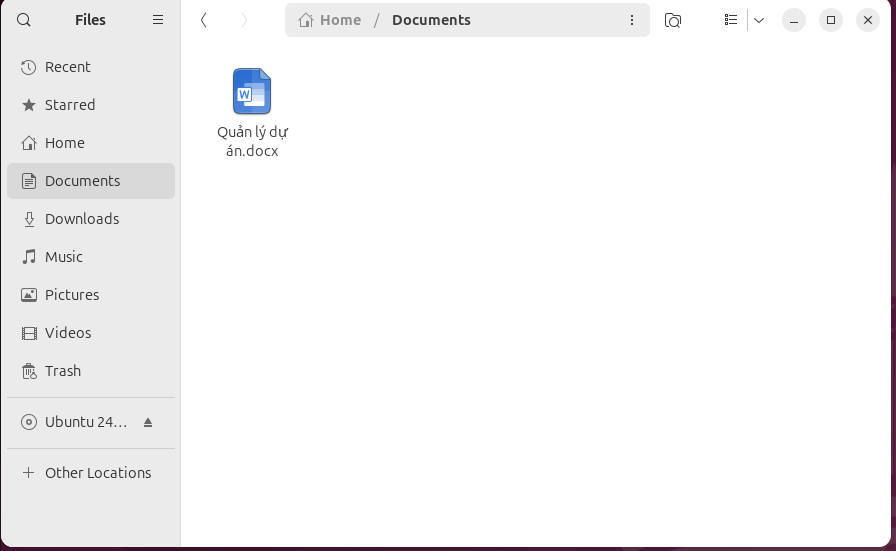 Files
Home / Documents
Recent
Starred
Home
Documents
Downloads
Music
Pictures
Videos
Trash
Ubuntu 24...
Other Locations
W
Quản lý dự
án.docx